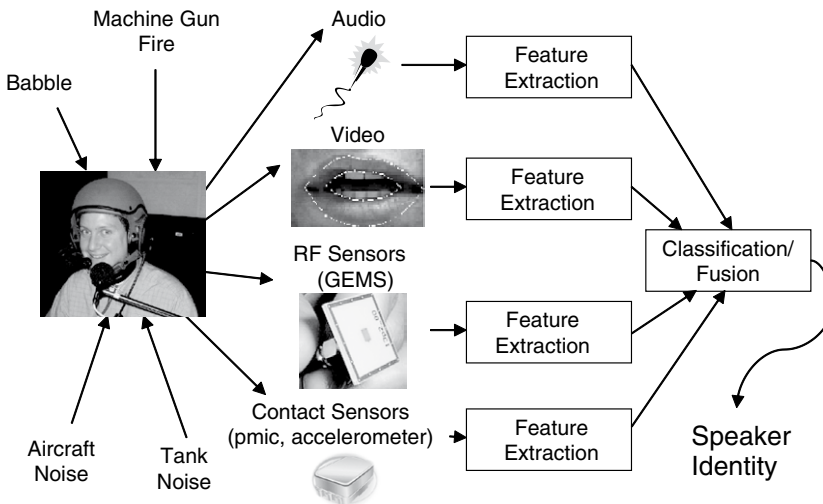 Machine Gun
Fire
Babble
Aircraft
Noise
Tank
Noise
Audio
Video
RF Sensors
(GEMS)
Contact Sensors
(pmic, accelerometer)
Feature
Extraction
Feature
Extraction
Feature
Extraction
Feature
Extraction
Classification/
Fusion
Speaker
Identity